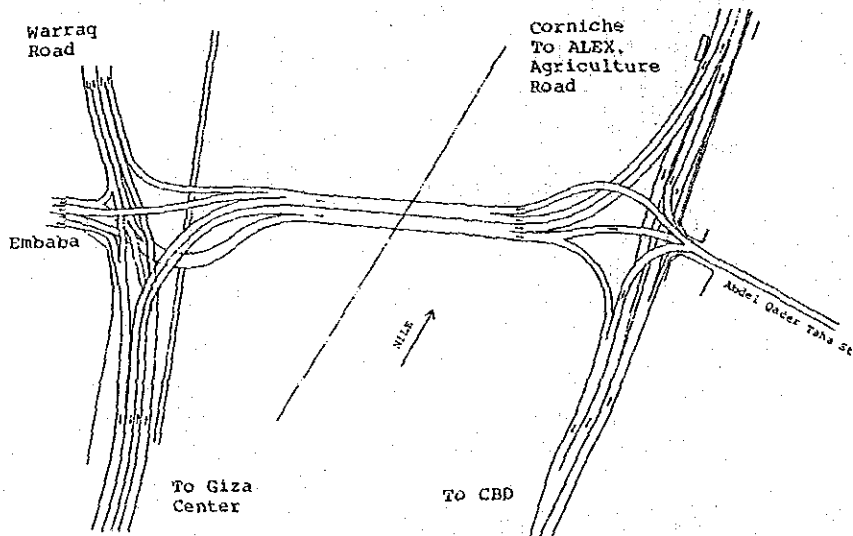 Warraq
Road
Corniche
To ALEX.
Agriculture
Road
Embaba
NILE
Abdel Qader Taha St
To Giza
Center
To CBD